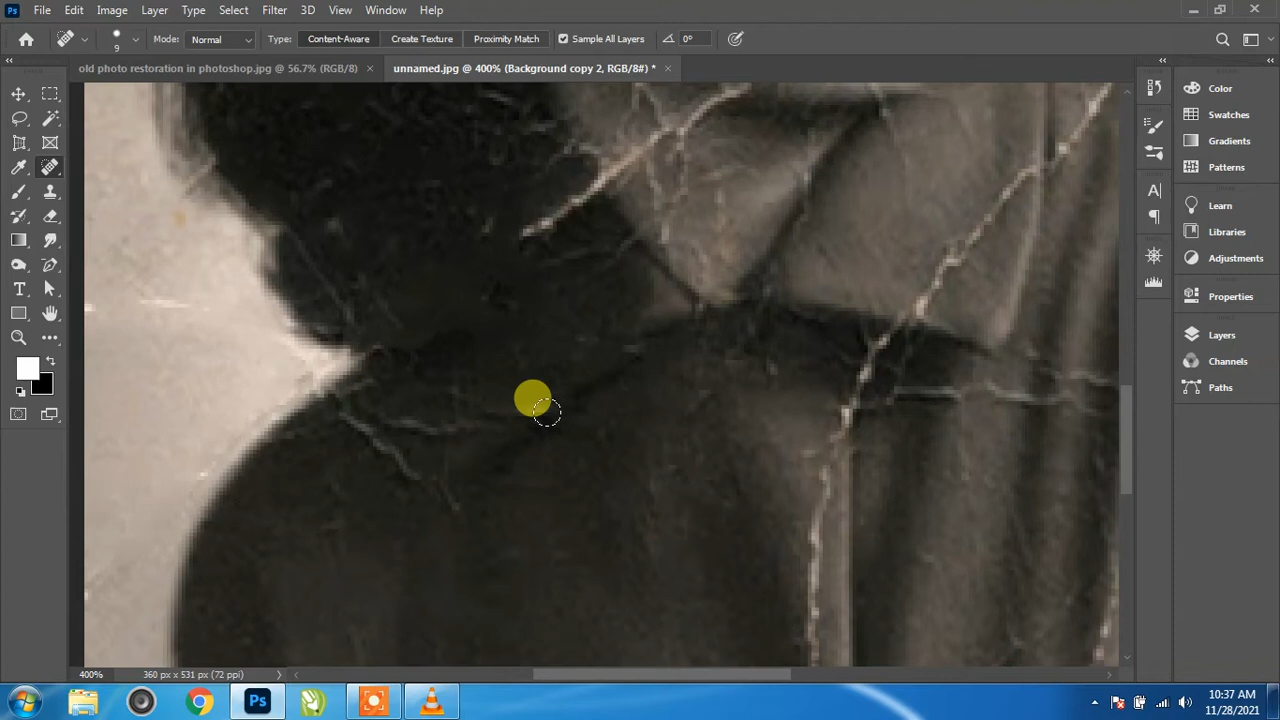 Ps File Edit Image Layer Type Select Filter 3D View Window Help
9 Mode: Normal Type: Content-Aware Create Texture Proximity Match Sample All Layers 0°
old photo restoration in photoshop.jpg @ 56.7% (RGB/8) × unnamed.jpg @ 400% (Background copy 2, RGB/8#) * ×
Color
Swatches
Gradients
Patterns
Learn
Libraries
Adjustments
Properties
Layers
Channels
Paths
400% 360 px x 531 px (72 ppi)
Ps
10:37 AM
11/28/2021